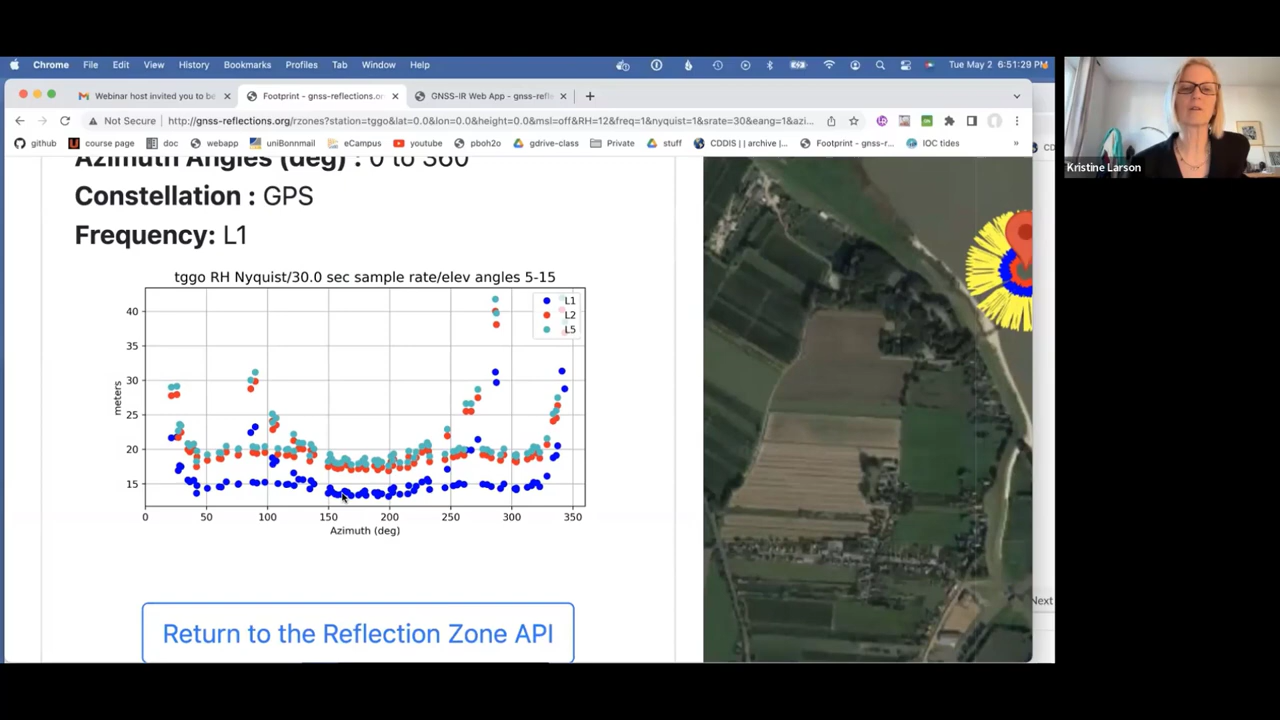 Chrome File Edit View History Bookmarks Profiles Tab Window Help Tue May 2 6:51:29 PM
Webinar host invited you to be Footprint - gnss-reflections.or GNSS-IR Web App - gnss-refl
Not Secure http://gnss-reflections.org/rzones?station=tggo&lat=0.0&lon=0.0&height=0.0&msl=off&RH=12&freq=1&nyquist=1&srate=30&eang=1&azi...
github course page doc webapp uniBonnmail eCampus youtube pboh2o gdrive-class Private stuff CDDIS | | archive |... Footprint - gnss-r... IOC tides »
CD
Kristine Larson
Azimuth Angles (deg) : 0 to 360
Constellation : GPS
Frequency: L1
tggo RH Nyquist/30.0 sec sample rate/elev angles 5-15
L1
L2
L5
40
35
30
25
20
15
meters
0 50 100 150 200 250 300 350
Azimuth (deg)
Next
Return to the Reflection Zone API